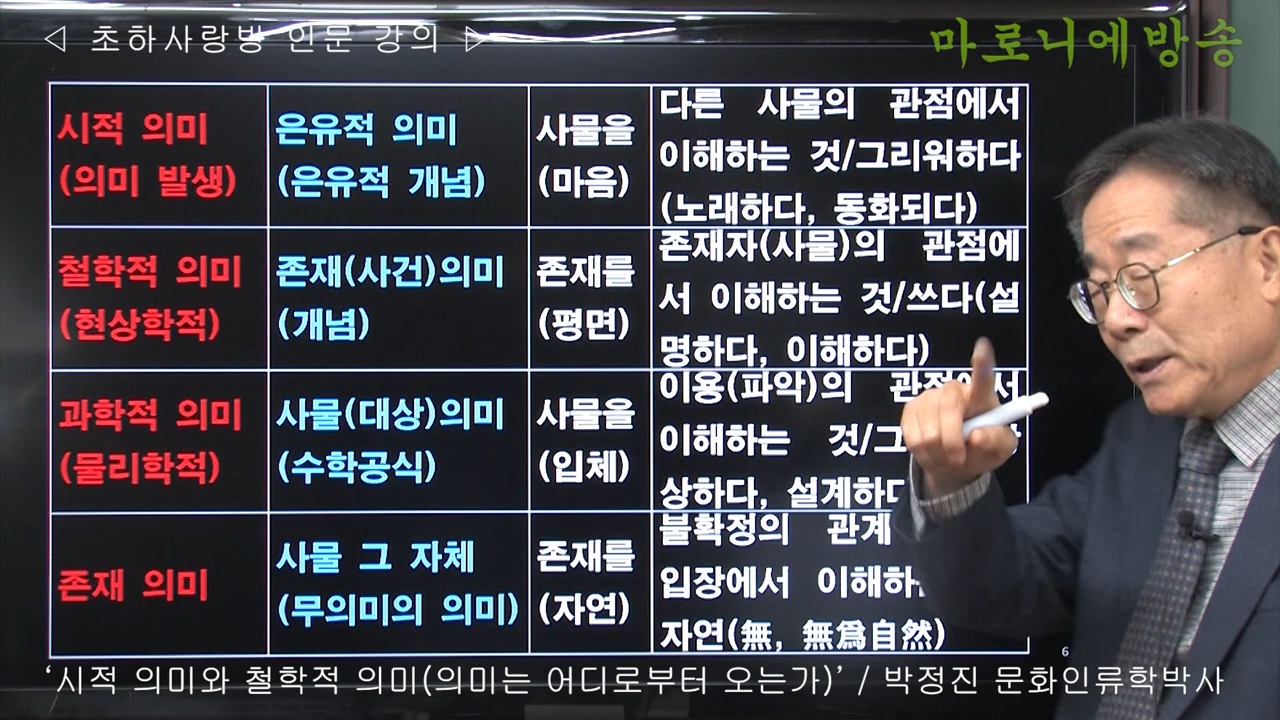 ◁ 초하사랑방 인문 강의 ▷
마로니에방송
시적 의미
(의미 발생)
은유적 의미
(은유적 개념)
사물을
(마음)
다른 사물의 관점에서
이해하는 것/그리워하다
(노래하다, 동화되다)
철학적 의미
(현상학적)
존재(사건)의미
(개념)
존재를
(평면)
존재자(사물)의 관점에
서 이해하는 것/쓰다(설
명하다, 이해하다)
과학적 의미
(물리학적)
사물(대상)의미
(수학공식)
사물을
(입체)
이용(파악)의 관점에서
이해하는 것/그
상하다, 설계하다
존재 의미
사물 그 자체
(무의미의 의미)
존재를
(자연)
불확정의 관계
입장에서 이해하는
자연(無, 無爲自然)
6
‘시적 의미와 철학적 의미(의미는 어디로부터 오는가)’ / 박정진 문화인류학박사